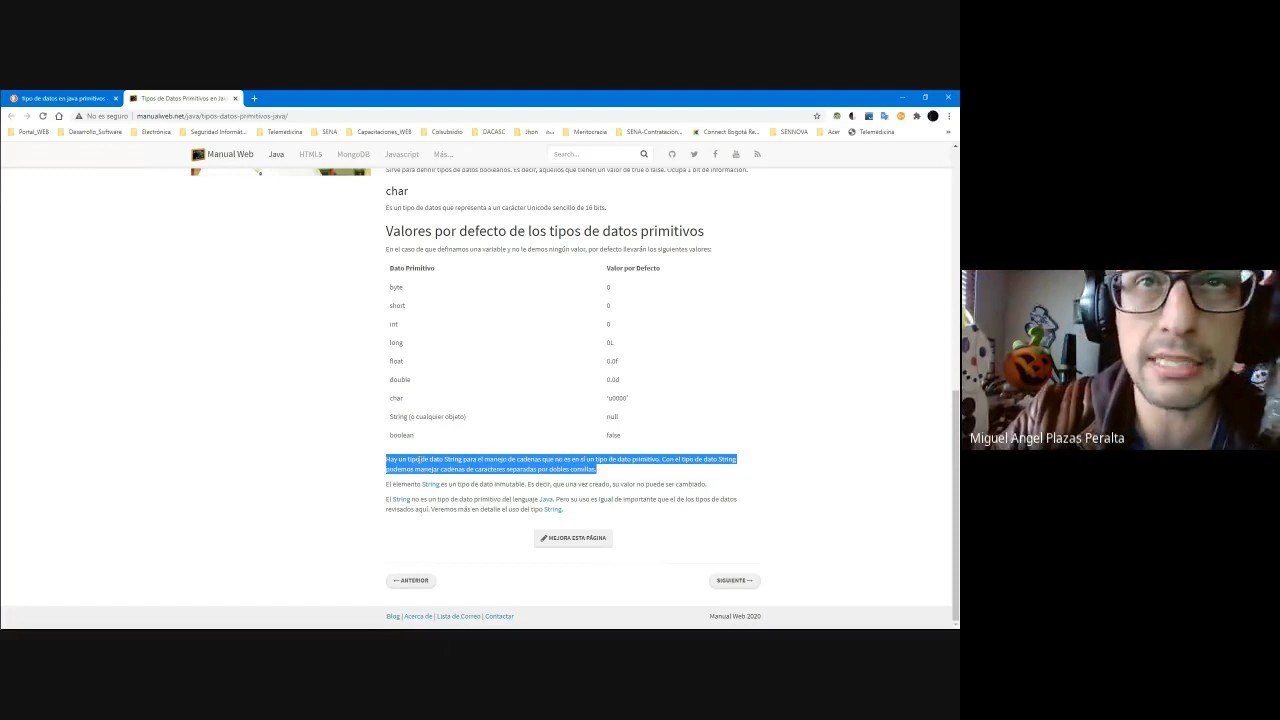 tipo de datos en java primitivos
Tipos de Datos Primitivos en Jav
No es seguro | manualweb.net/java/tipos-datos-primitivos-java/
Portal_WEB Desarrollo_Software Electrónica Seguridad Informát... Telemedicina SENA Capacitaciones_WEB Colsubsidio DACASC Jhon Meritocracia SENA-Contratación... Connect Bogotá Re... SENNOVA Acer Telemedicina
Manual Web Java HTML5 MongoDB Javascript Más... Search...
Sirve para definir tipos de datos booleanos. Es decir, aquellos que tienen un valor de true o false. Ocupa 1 bit de información.
char
Es un tipo de datos que representa a un carácter Unicode sencillo de 16 bits.
Valores por defecto de los tipos de datos primitivos
En el caso de que definamos una variable y no le demos ningún valor, por defecto llevarán los siguientes valores:
Dato Primitivo Valor por Defecto
byte 0
short 0
int 0
long 0L
float 0.0f
double 0.0d
char 'u0000'
String (o cualquier objeto) null
boolean false
Hay un tipo de dato String para el manejo de cadenas que no es en sí un tipo de dato primitivo. Con el tipo de dato String
podemos manejar cadenas de caracteres separadas por dobles comillas.
El elemento String es un tipo de dato inmutable. Es decir, que una vez creado, su valor no puede ser cambiado.
El String no es un tipo de dato primitivo del lenguaje Java. Pero su uso es igual de importante que el de los tipos de datos
revisados aquí. Veremos más en detalle el uso del tipo String.
MEJORA ESTA PÁGINA
← ANTERIOR SIGUIENTE →
Blog | Acerca de | Lista de Correo | Contactar Manual Web 2020
Miguel Angel Plazas Peralta